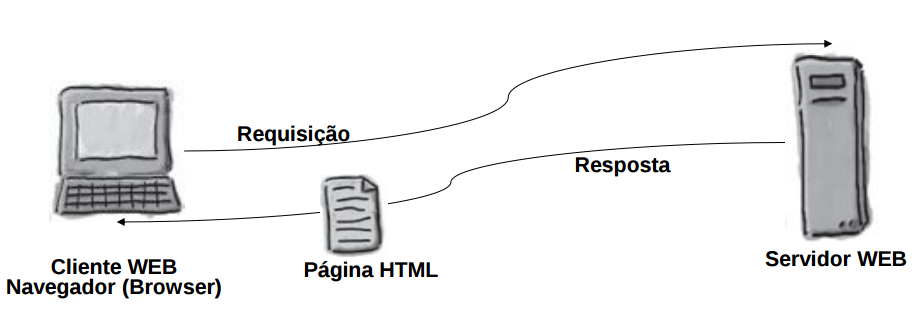 Requisição
Resposta
Cliente WEB
Navegador (Browser)
Página HTML
Servidor WEB